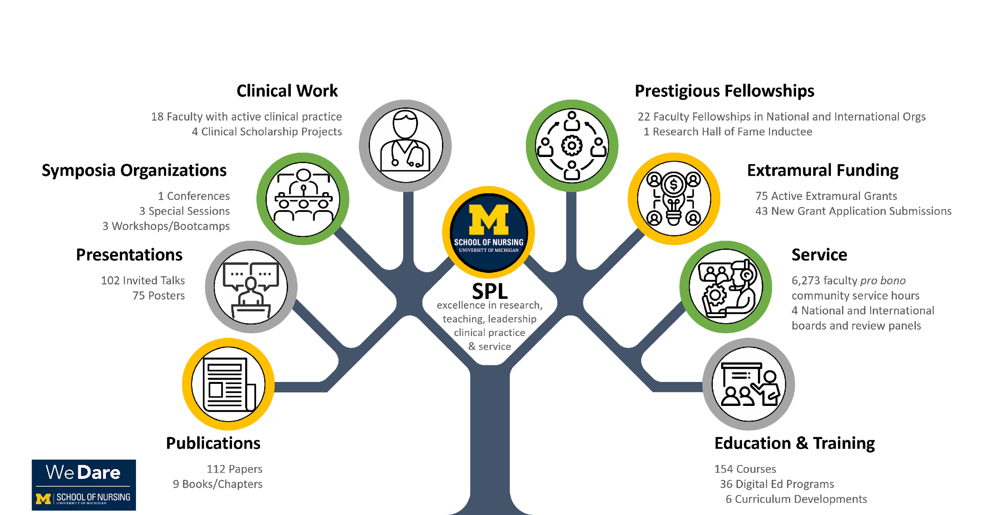 Clinical Work
18 Faculty with active clinical practice
4 Clinical Scholarship Projects
Symposia Organizations
1 Conferences
3 Special Sessions
3 Workshops/Bootcamps
Presentations
102 Invited Talks
75 Posters
Publications
112 Papers
9 Books/Chapters
We Dare
M SCHOOL OF NURSING
UNIVERSITY OF MICHIGAN
M
SCHOOL OF NURSING
UNIVERSITY OF MICHIGAN
SPL
excellence in research,
teaching, leadership
clinical practice
& service
Prestigious Fellowships
22 Faculty Fellowships in National and International Orgs
1 Research Hall of Fame Inductee
Extramural Funding
75 Active Extramural Grants
43 New Grant Application Submissions
$
Service
6,273 faculty pro bono
community service hours
4 National and International
boards and review panels
Education & Training
154 Courses
36 Digital Ed Programs
6 Curriculum Developments